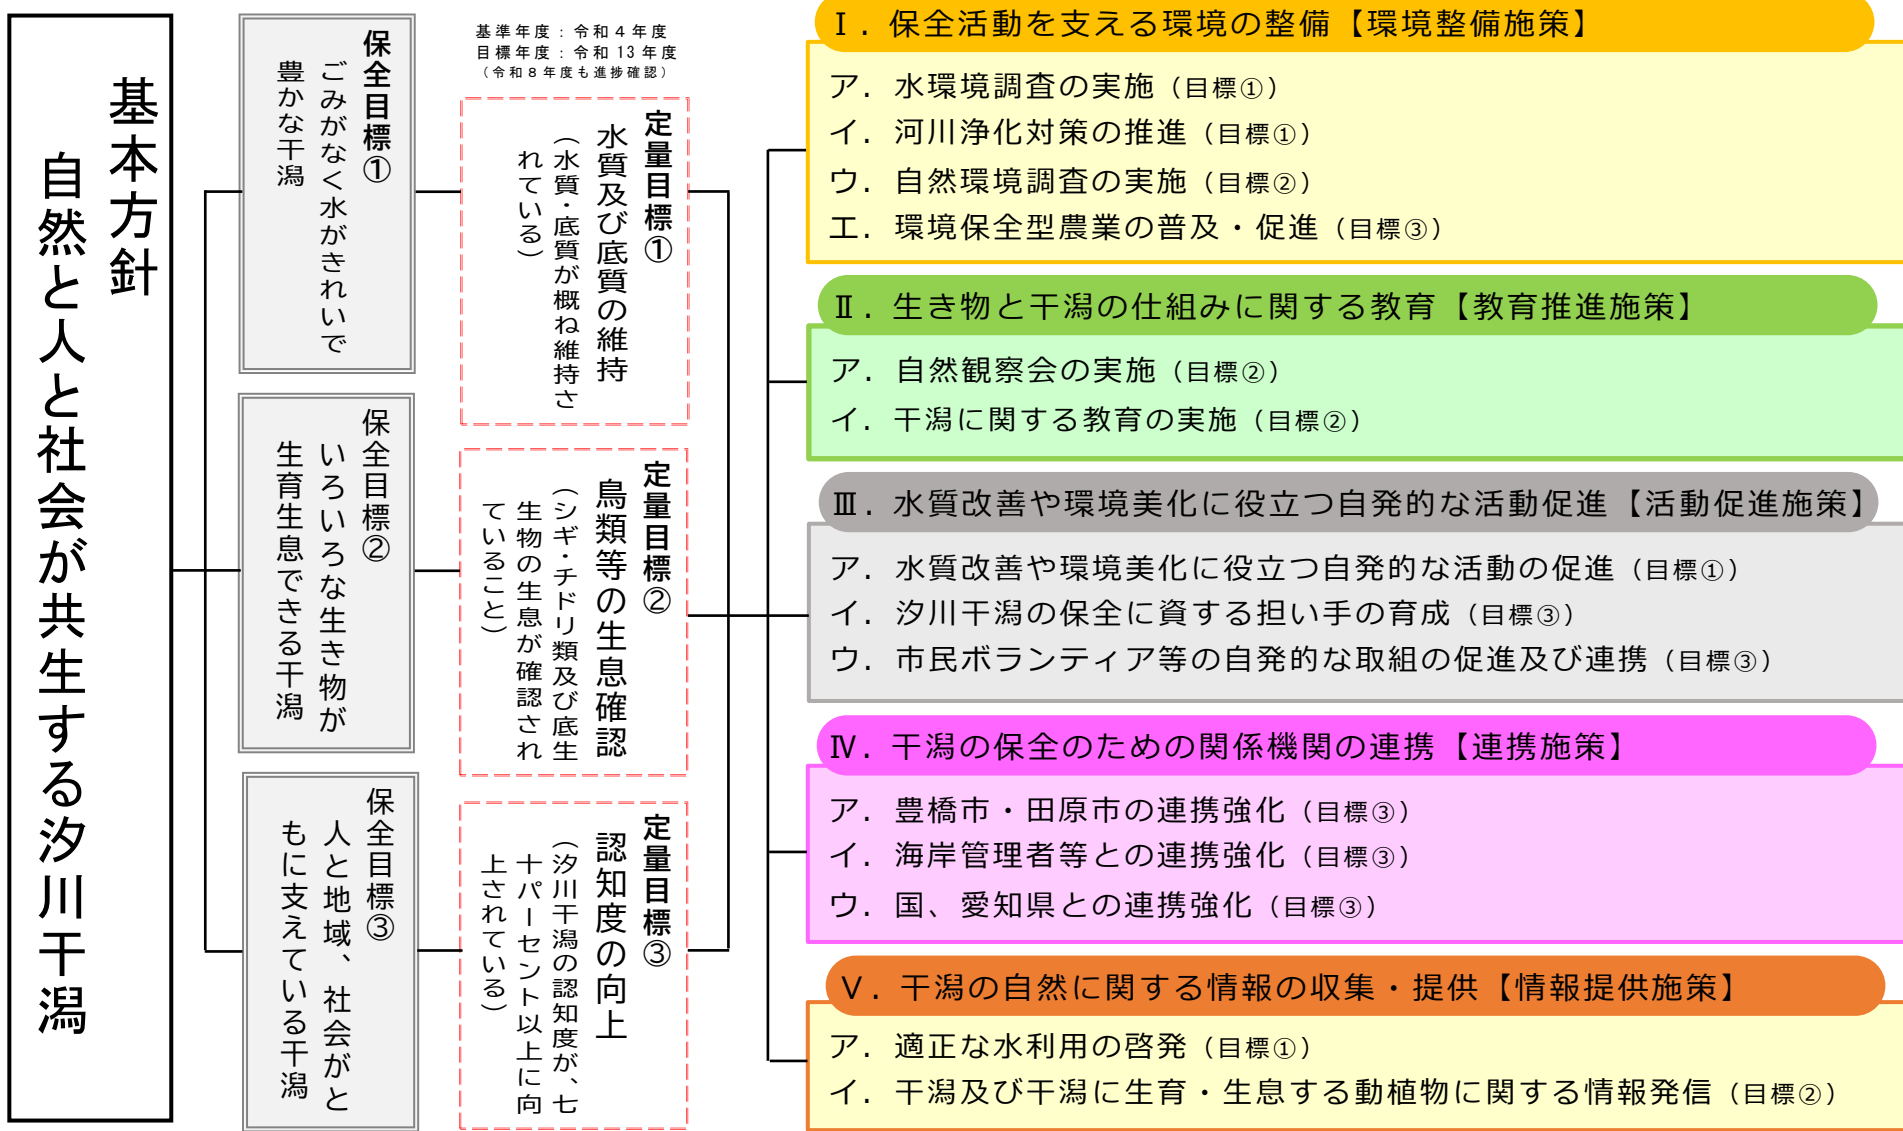 基本方針
自然と人と社会が共生する汐川干潟
保全目標①
ごみがなく水がきれいで
豊かな干潟
保全目標②
いろいろな生き物が
生育生息できる干潟
保全目標③
人と地域、社会がと
もに支えている干潟
基準年度：令和４年度
目標年度：令和13年度
（令和８年度も進捗確認）
定量目標①
水質及び底質の維持
（水質・底質が概ね維持さ
れている）
定量目標②
鳥類等の生息確認
（シギ・チドリ類及び底生
生物の生息が確認され
ていること）
定量目標③
認知度の向上
（汐川干潟の認知度が、七
十パーセント以上に向
上されている）
Ⅰ．保全活動を支える環境の整備【環境整備施策】
ア．水環境調査の実施（目標①）
イ．河川浄化対策の推進（目標①）
ウ．自然環境調査の実施（目標②）
エ．環境保全型農業の普及・促進（目標③）
Ⅱ．生き物と干潟の仕組みに関する教育【教育推進施策】
ア．自然観察会の実施（目標②）
イ．干潟に関する教育の実施（目標②）
Ⅲ．水質改善や環境美化に役立つ自発的な活動促進【活動促進施策】
ア．水質改善や環境美化に役立つ自発的な活動の促進（目標①）
イ．汐川干潟の保全に資する担い手の育成（目標③）
ウ．市民ボランティア等の自発的な取組の促進及び連携（目標③）
Ⅳ．干潟の保全のための関係機関の連携【連携施策】
ア．豊橋市・田原市の連携強化（目標③）
イ．海岸管理者等との連携強化（目標③）
ウ．国、愛知県との連携強化（目標③）
Ⅴ．干潟の自然に関する情報の収集・提供【情報提供施策】
ア．適正な水利用の啓発（目標①）
イ．干潟及び干潟に生育・生息する動植物に関する情報発信（目標②）